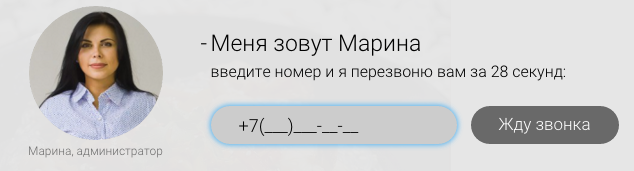 - Меня зовут Марина
введите номер и я перезвоню вам за 28 секунд:
+7(___)___-__-__
Жду звонка
Марина, администратор